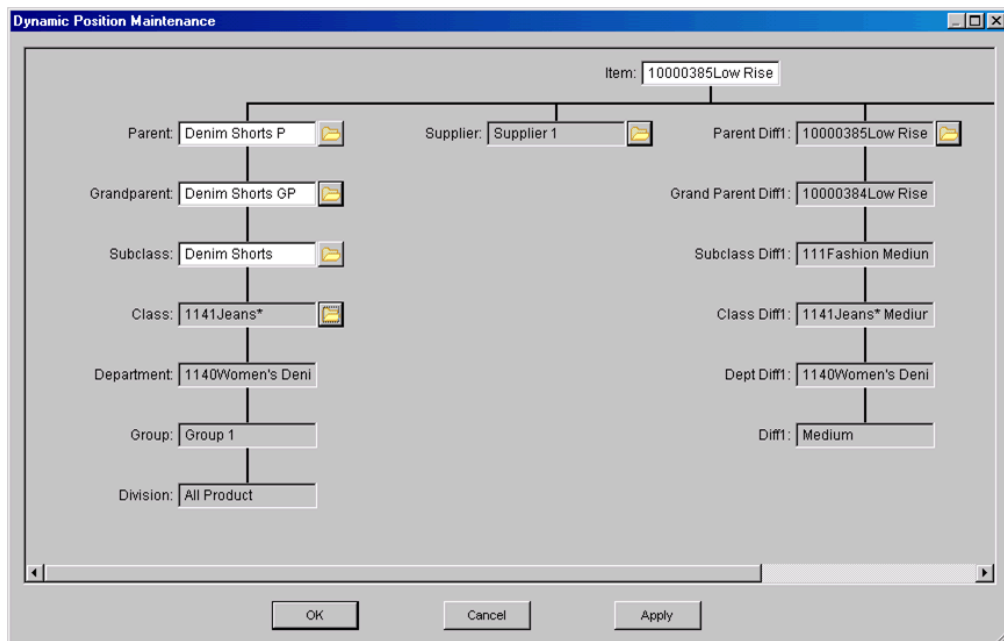 Dynamic Position Maintenance
Item: 10000385Low Rise
Parent: Denim Shorts P
Supplier: Supplier 1
Parent Diff1: 10000385Low Rise
Grandparent: Denim Shorts GP
Grand Parent Diff1: 10000384Low Rise
Subclass: Denim Shorts
Subclass Diff1: 111Fashion Mediun
Class: 1141Jeans*
Class Diff1: 1141Jeans* Mediur
Department: 1140Women's Deni
Dept Diff1: 1140Women's Deni
Group: Group 1
Diff1: Medium
Division: All Product
OK
Cancel
Apply